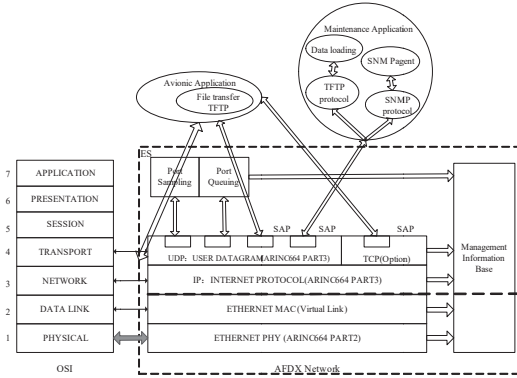 Maintenance Application
Data loading
SNM Pagent
TFTP
protocol
SNMP
protocol
Avionic Application
File transfer
TFTP
ES
Port
Sampling
Port
Queuing
7 APPLICATION
6 PRESENTATION
5 SESSION
4 TRANSPORT
3 NETWORK
2 DATA LINK
1 PHYSICAL
OSI
SAP
SAP
SAP
UDP: USER DATAGRAM(ARINC664 PART3)
TCP(Option)
IP: INTERNET PROTOCOL(ARINC664 PART3)
ETHERNET MAC(Virtual Link)
ETHERNET PHY (ARINC664 PART2)
Management
Information
Base
AFDX Network